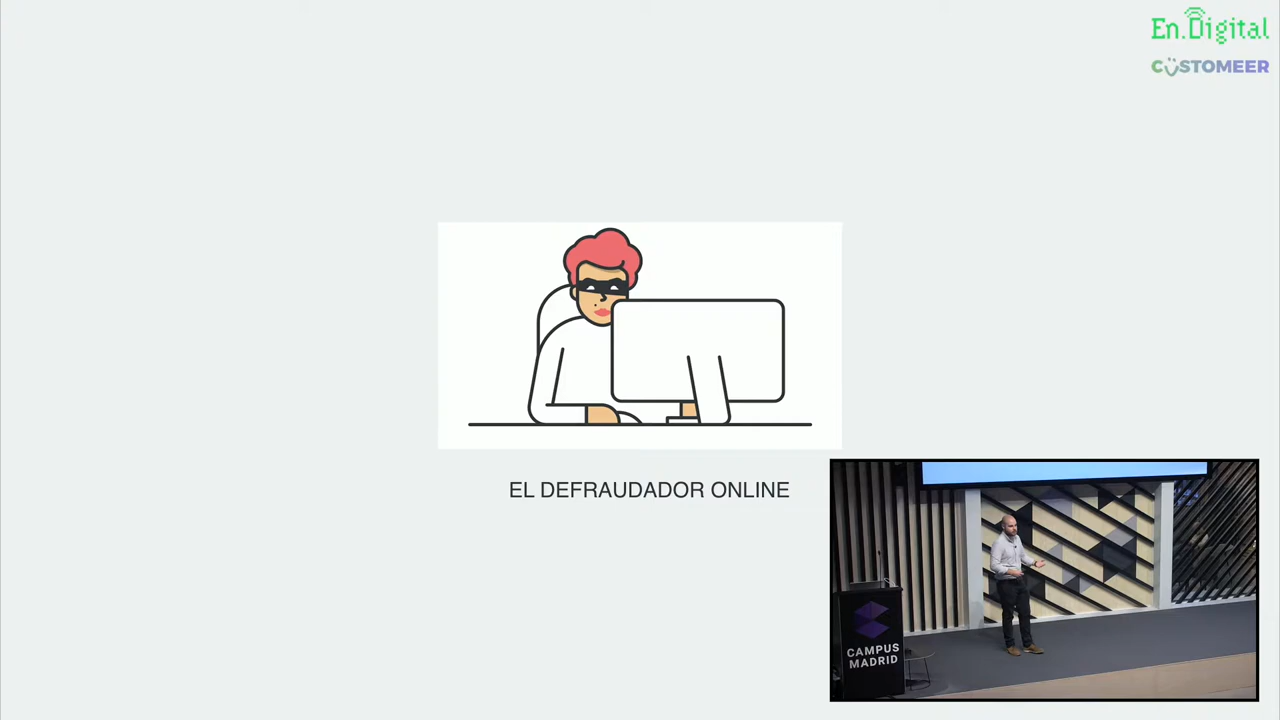 En.Digital
CUSTOMEER
EL DEFRAUDADOR ONLINE
CAMPUS
MADRID